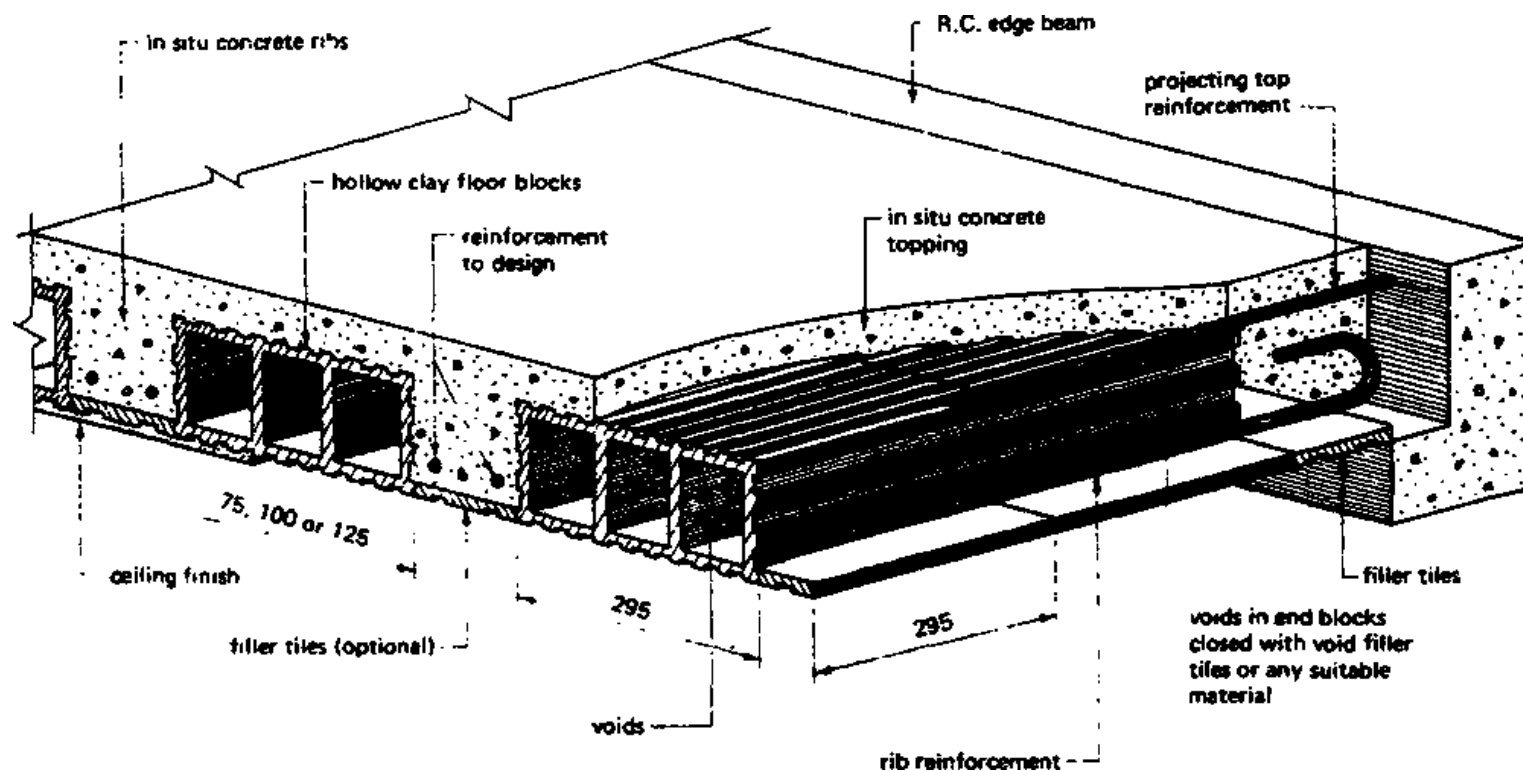 in situ concrete ribs
R.C. edge beam
projecting top
reinforcement
hollow clay floor blocks
in situ concrete
topping
reinforcement
to design
75, 100 or 125
ceiling finish
295
295
filler tiles
filler tiles (optional)
voids in end blocks
closed with void filler
tiles or any suitable
material
voids
rib reinforcement